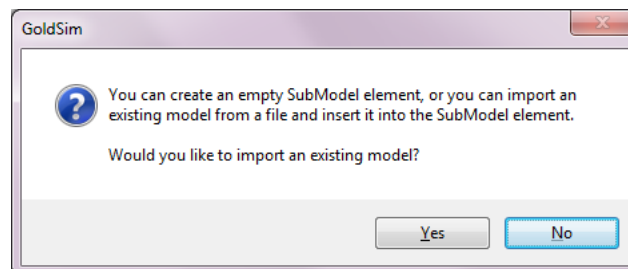 GoldSim
You can create an empty SubModel element, or you can import an
existing model from a file and insert it into the SubModel element.
Would you like to import an existing model?
Yes
No